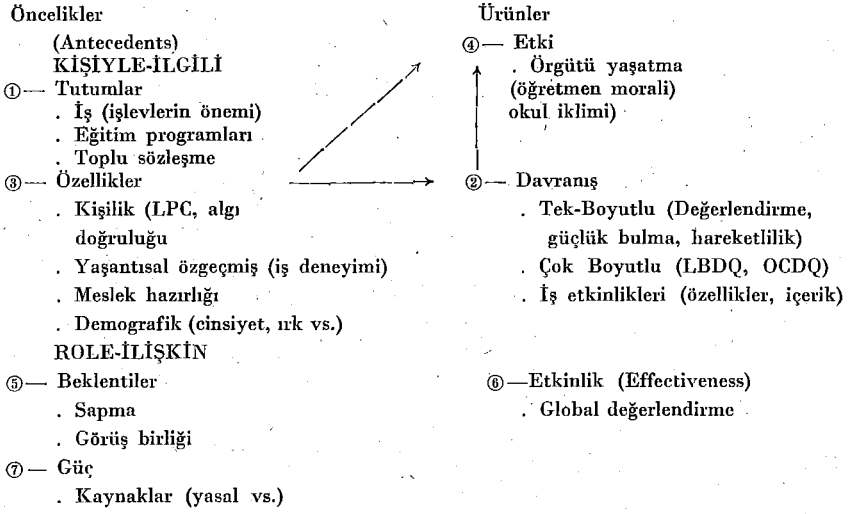 Öncelikler
(Antecedents)
KİŞİYLE-İLGİLİ
①— Tutumlar
. İş (işlevlerin önemi)
. Eğitim programları
. Toplu sözleşme
③— Özellikler
. Kişilik (LPC, algı
doğruluğu
. Yaşantısal özgeçmiş (iş deneyimi)
. Meslek hazırlığı
. Demografik (cinsiyet, ırk vs.)
ROLE-İLİŞKİN
⑤— Beklentiler
. Sapma
. Görüş birliği
⑦— Güç
. Kaynaklar (yasal vs.)
Ürünler
④— Etki
. Örgütü yaşatma
(öğretmen morali)
okul iklimi)
②— Davranış
. Tek-Boyutlu (Değerlendirme,
güçlük bulma, hareketlilik)
. Çok Boyutlu (LBDQ, OCDQ)
. İş etkinlikleri (özellikler, içerik)
⑥—Etkinlik (Effectiveness)
. Global değerlendirme